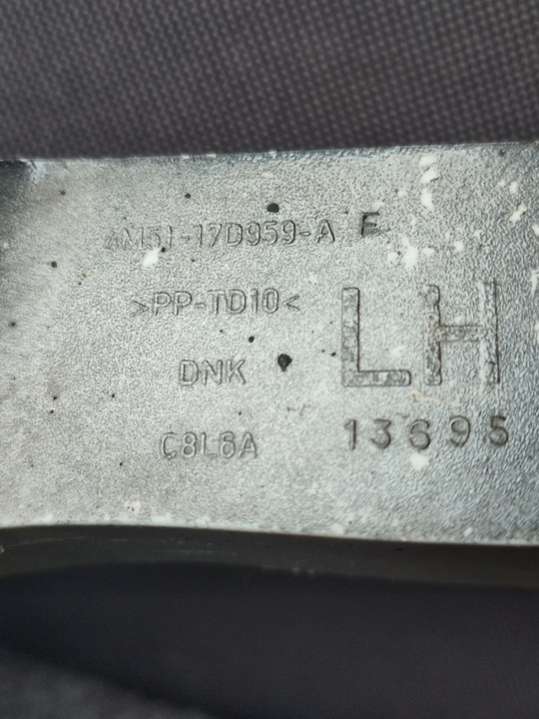 AM51-17D959-A E
>PP-TD10<
LH
DNK
13695
C8L6A